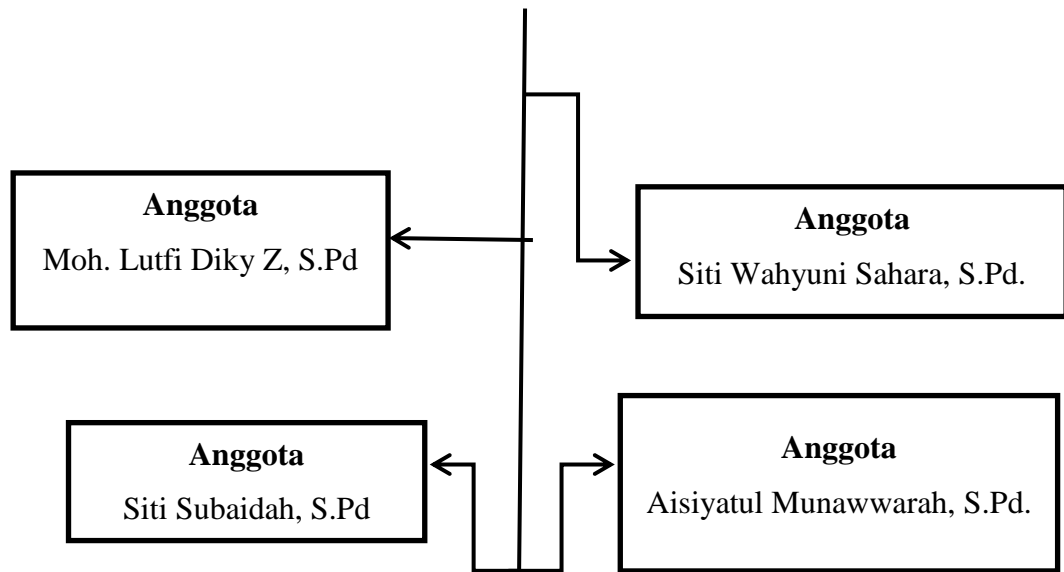 Anggota
Moh. Lutfi Diky Z, S.Pd
Anggota
Siti Wahyuni Sahara, S.Pd.
Anggota
Siti Subaidah, S.Pd
Anggota
Aisiyatul Munawwarah, S.Pd.